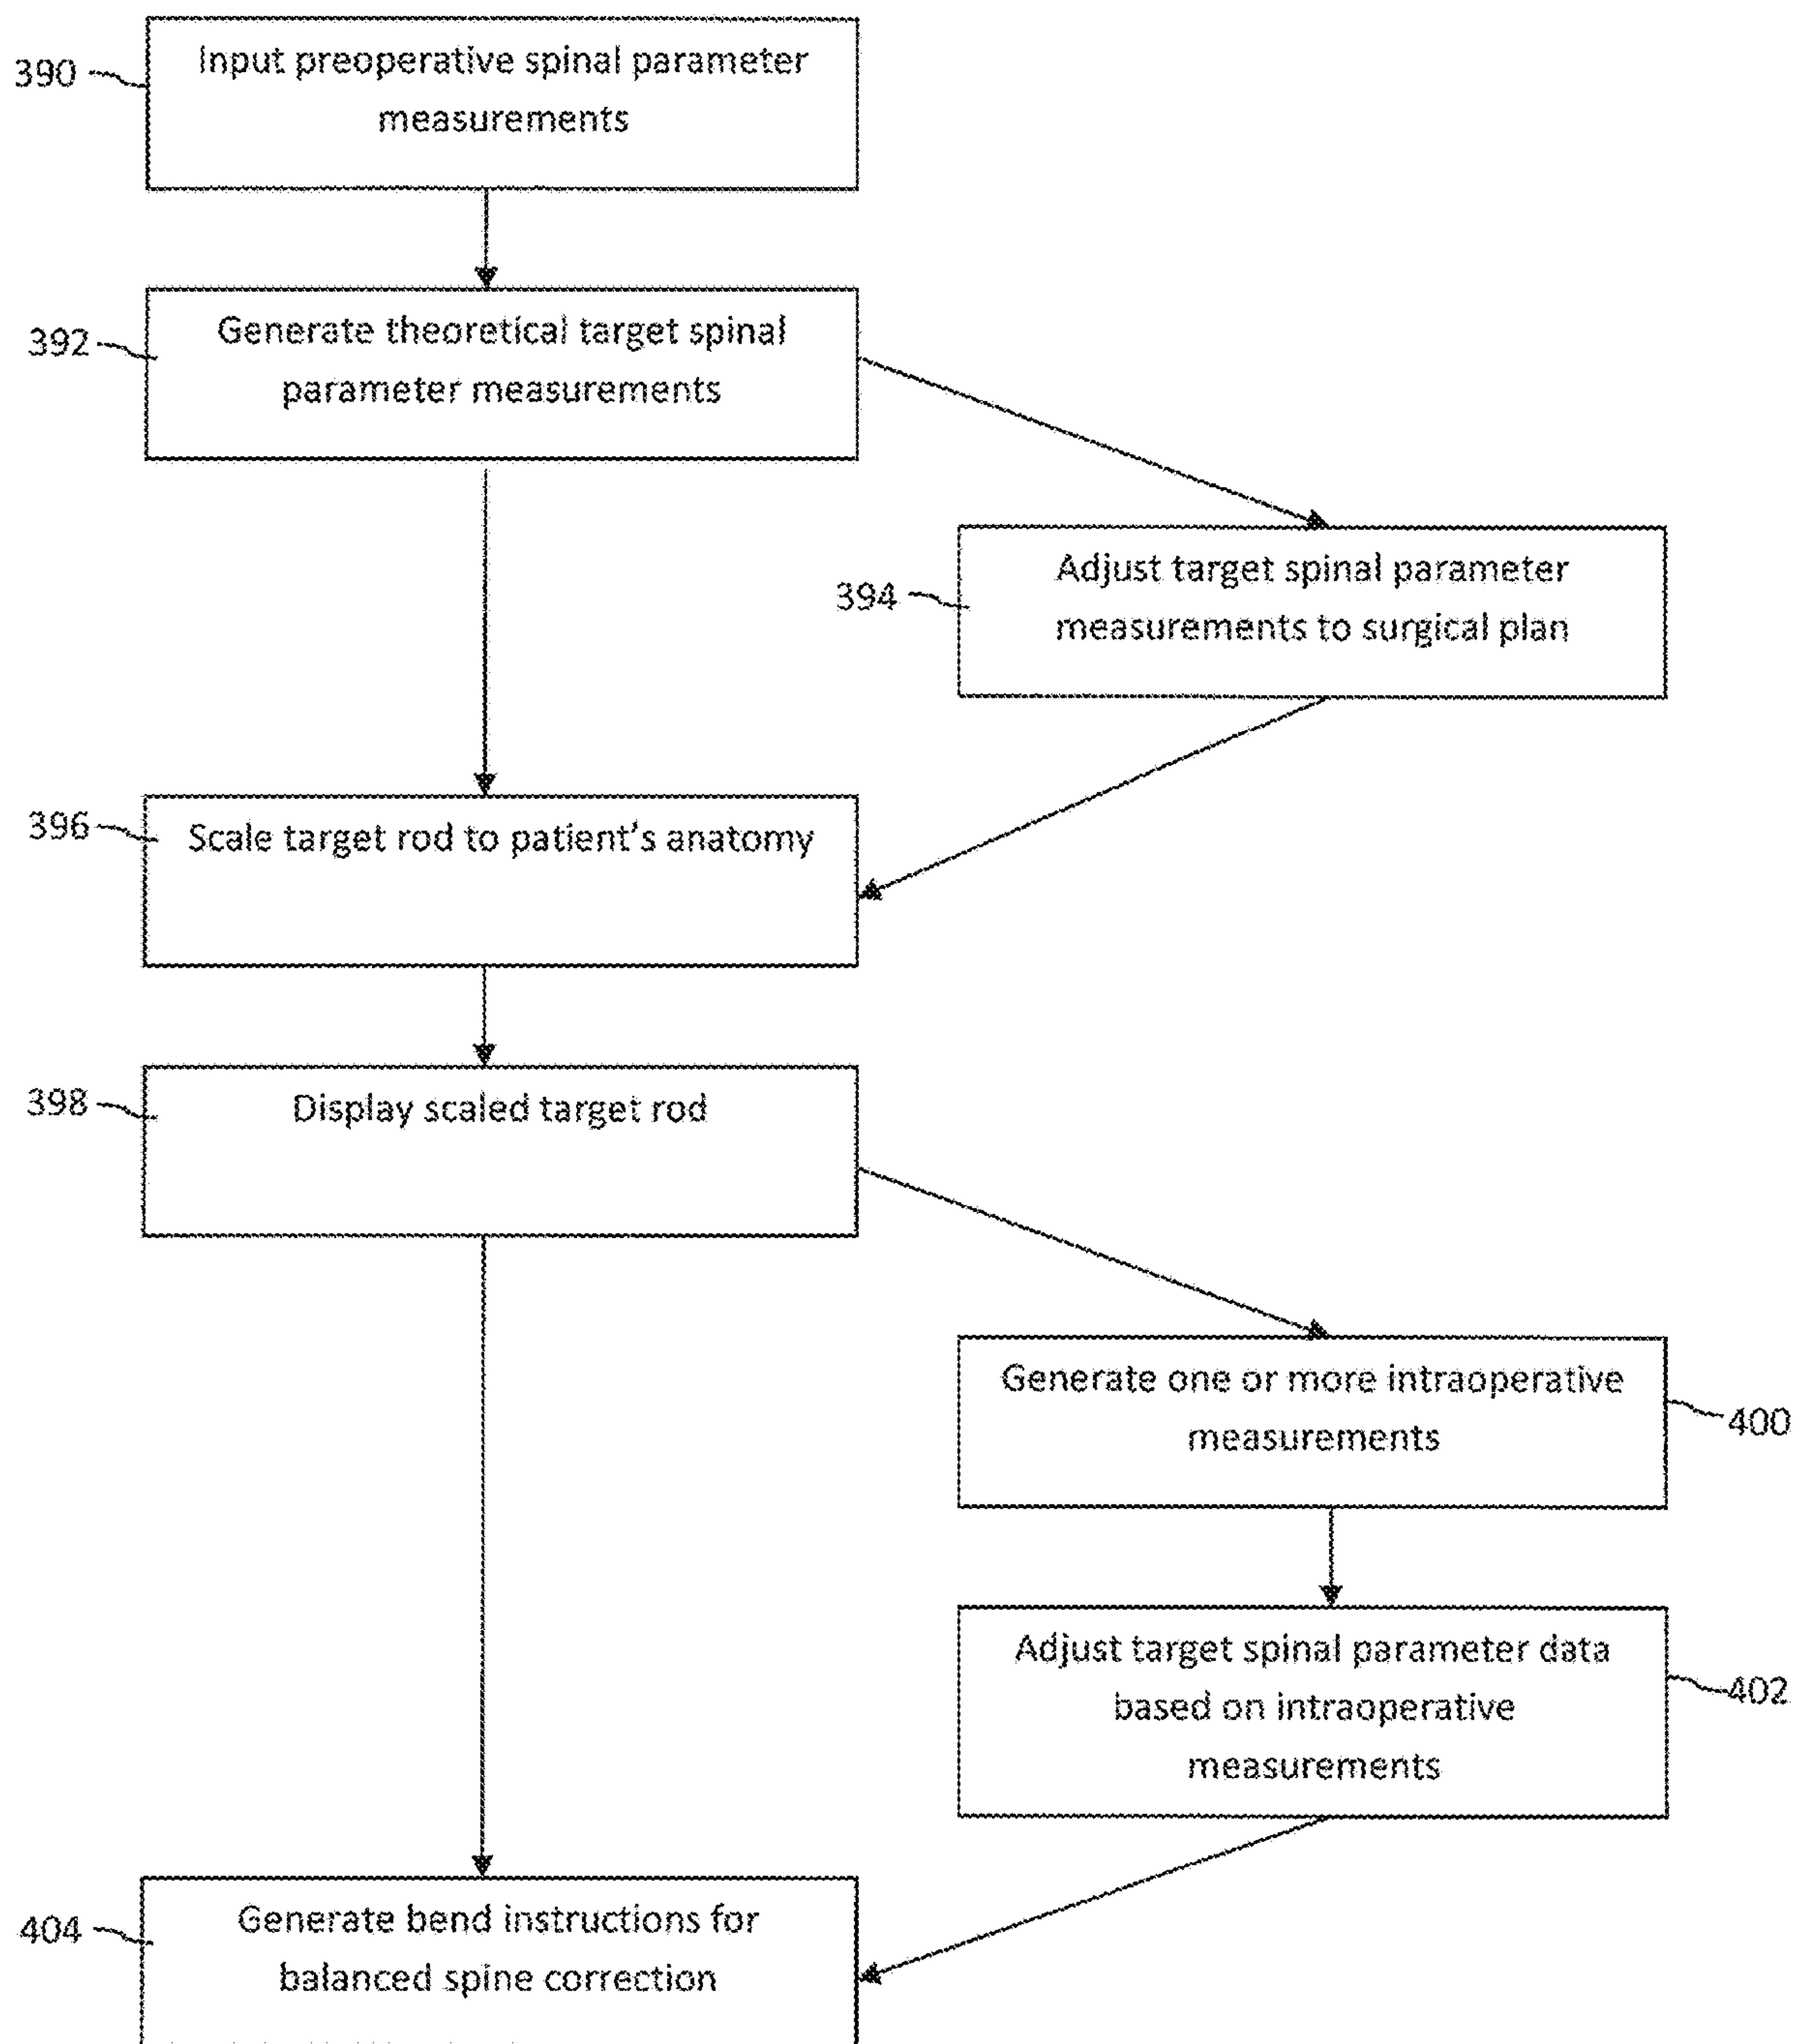 390
Input preoperative spinal parameter
measurements
392
Generate theoretical target spinal
parameter measurements
394
Adjust target spinal parameter
measurements to surgical plan
396
Scale target rod to patient's anatomy
398
Display scaled target rod
Generate one or more intraoperative
measurements
400
Adjust target spinal parameter data
based on intraoperative
measurements
402
404
Generate bend instructions for
balanced spine correction